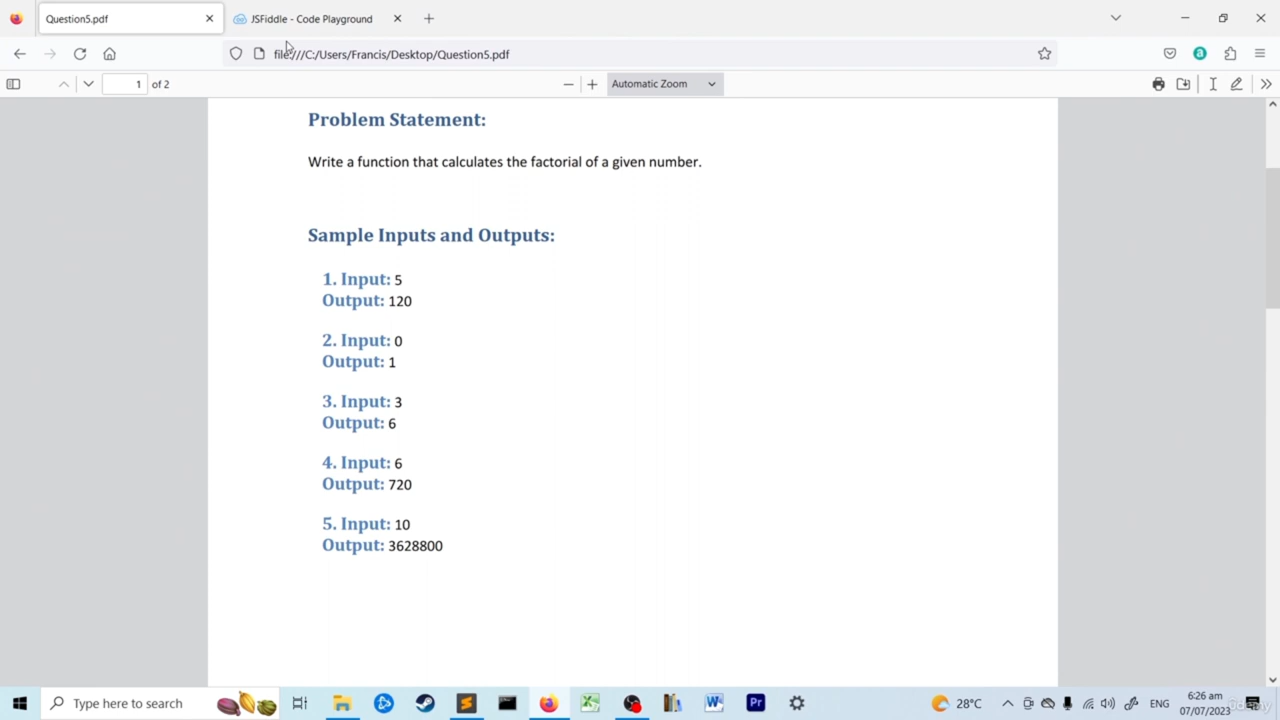 Question5.pdf
JSFiddle - Code Playground
file:///C:/Users/Francis/Desktop/Question5.pdf
1 of 2
Automatic Zoom
Problem Statement:
Write a function that calculates the factorial of a given number.
Sample Inputs and Outputs:
1. Input: 5
Output: 120
2. Input: 0
Output: 1
3. Input: 3
Output: 6
4. Input: 6
Output: 720
5. Input: 10
Output: 3628800
Type here to search
28°C
ENG
6:26 am
07/07/2023
Udemy